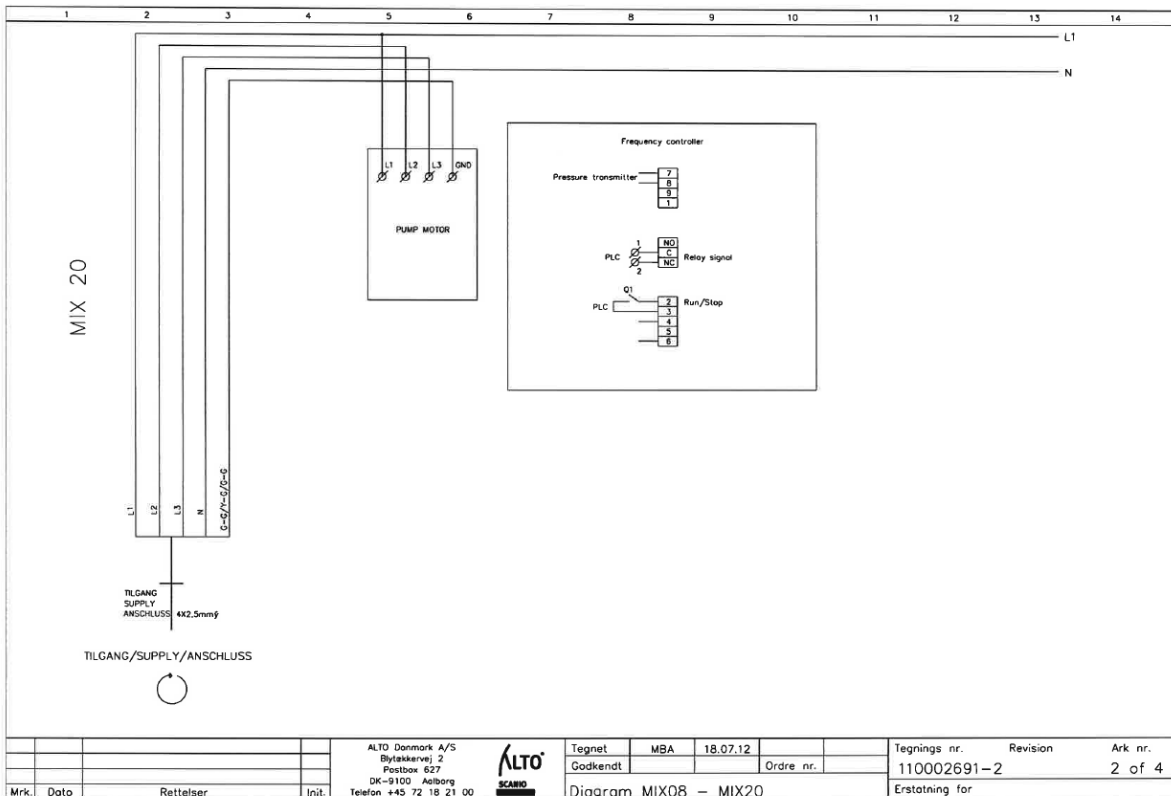 1 2 3 4 5 6 7 8 9 10 11 12 13 14
L1
N
MIX 20
L1 L2 L3 GND
PUMP MOTOR
Frequency controller
Pressure transmitter
7
8
9
1
PLC
1
2
NO
C
NC
Relay signal
PLC
Q1
2
3
4
5
6
Run/Stop
L1
L2
L3
N
G-G/Y-G/G-G
TILGANG
SUPPLY
ANSCHLUSS 4X2,5mmý
TILGANG/SUPPLY/ANSCHLUSS
Mrk. Dato Rettelser Init.
ALTO Danmark A/S
Blytækkervej 2
Postbox 627
DK-9100 Aalborg
Telefon +45 72 18 21 00
ALTO
SCANIO
Tegnet MBA 18.07.12
Godkendt Ordre nr.
Diagram MIX08 - MIX20
Tegnings nr. Revision Ark nr.
110002691-2 2 of 4
Erstatning for